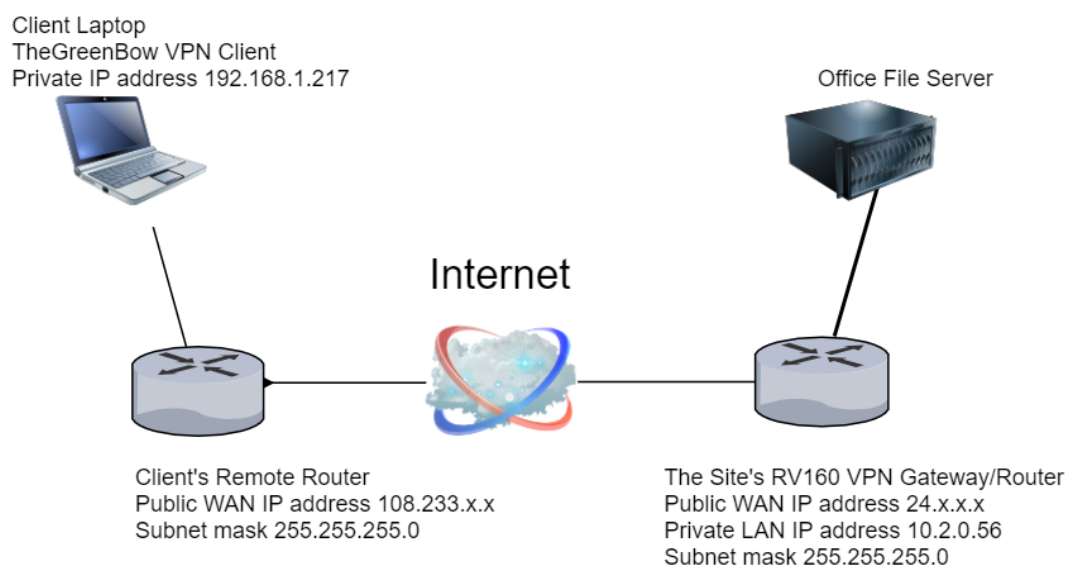 Client Laptop
TheGreenBow VPN Client
Private IP address 192.168.1.217
Office File Server
Internet
Client's Remote Router
Public WAN IP address 108.233.x.x
Subnet mask 255.255.255.0
The Site's RV160 VPN Gateway/Router
Public WAN IP address 24.x.x.x
Private LAN IP address 10.2.0.56
Subnet mask 255.255.255.0